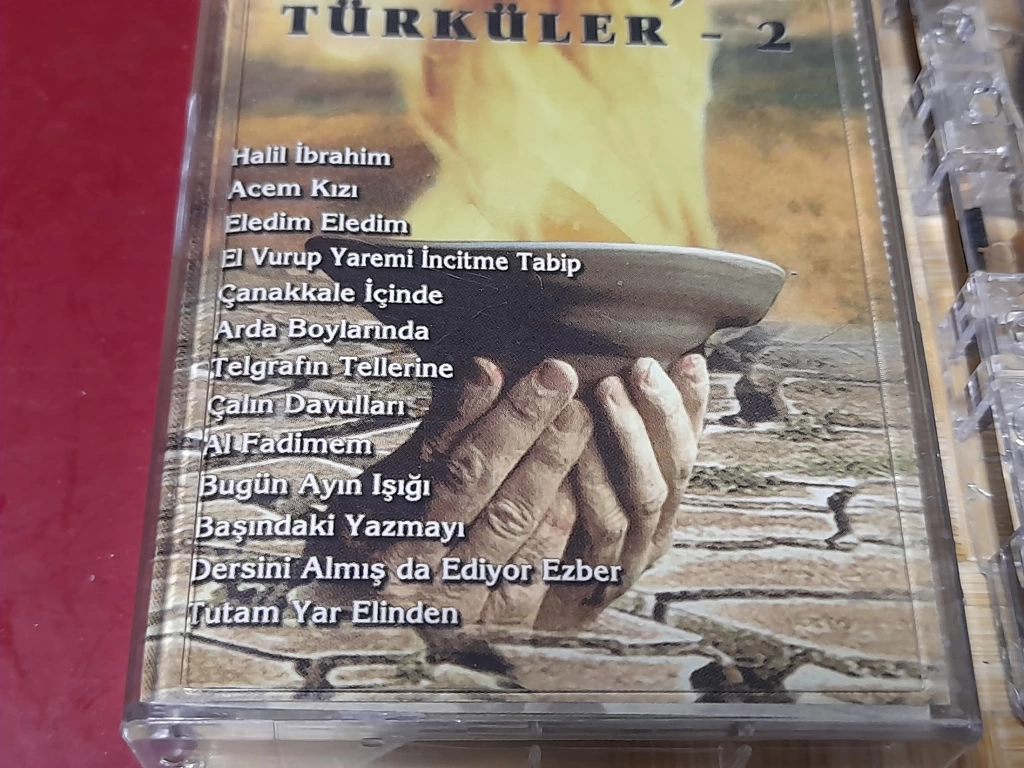 TÜRKÜLER - 2
Halil İbrahim
Acem Kızı
Eledim Eledim
El Vurup Yaremi İncitme Tabip
Çanakkale İçinde
Arda Boylarında
Telgrafın Tellerine
Çalın Davulları
Al Fadimem
Bugün Ayın Işığı
Başındaki Yazmayı
Dersini Almış da Ediyor Ezber
Tutam Yar Elinden